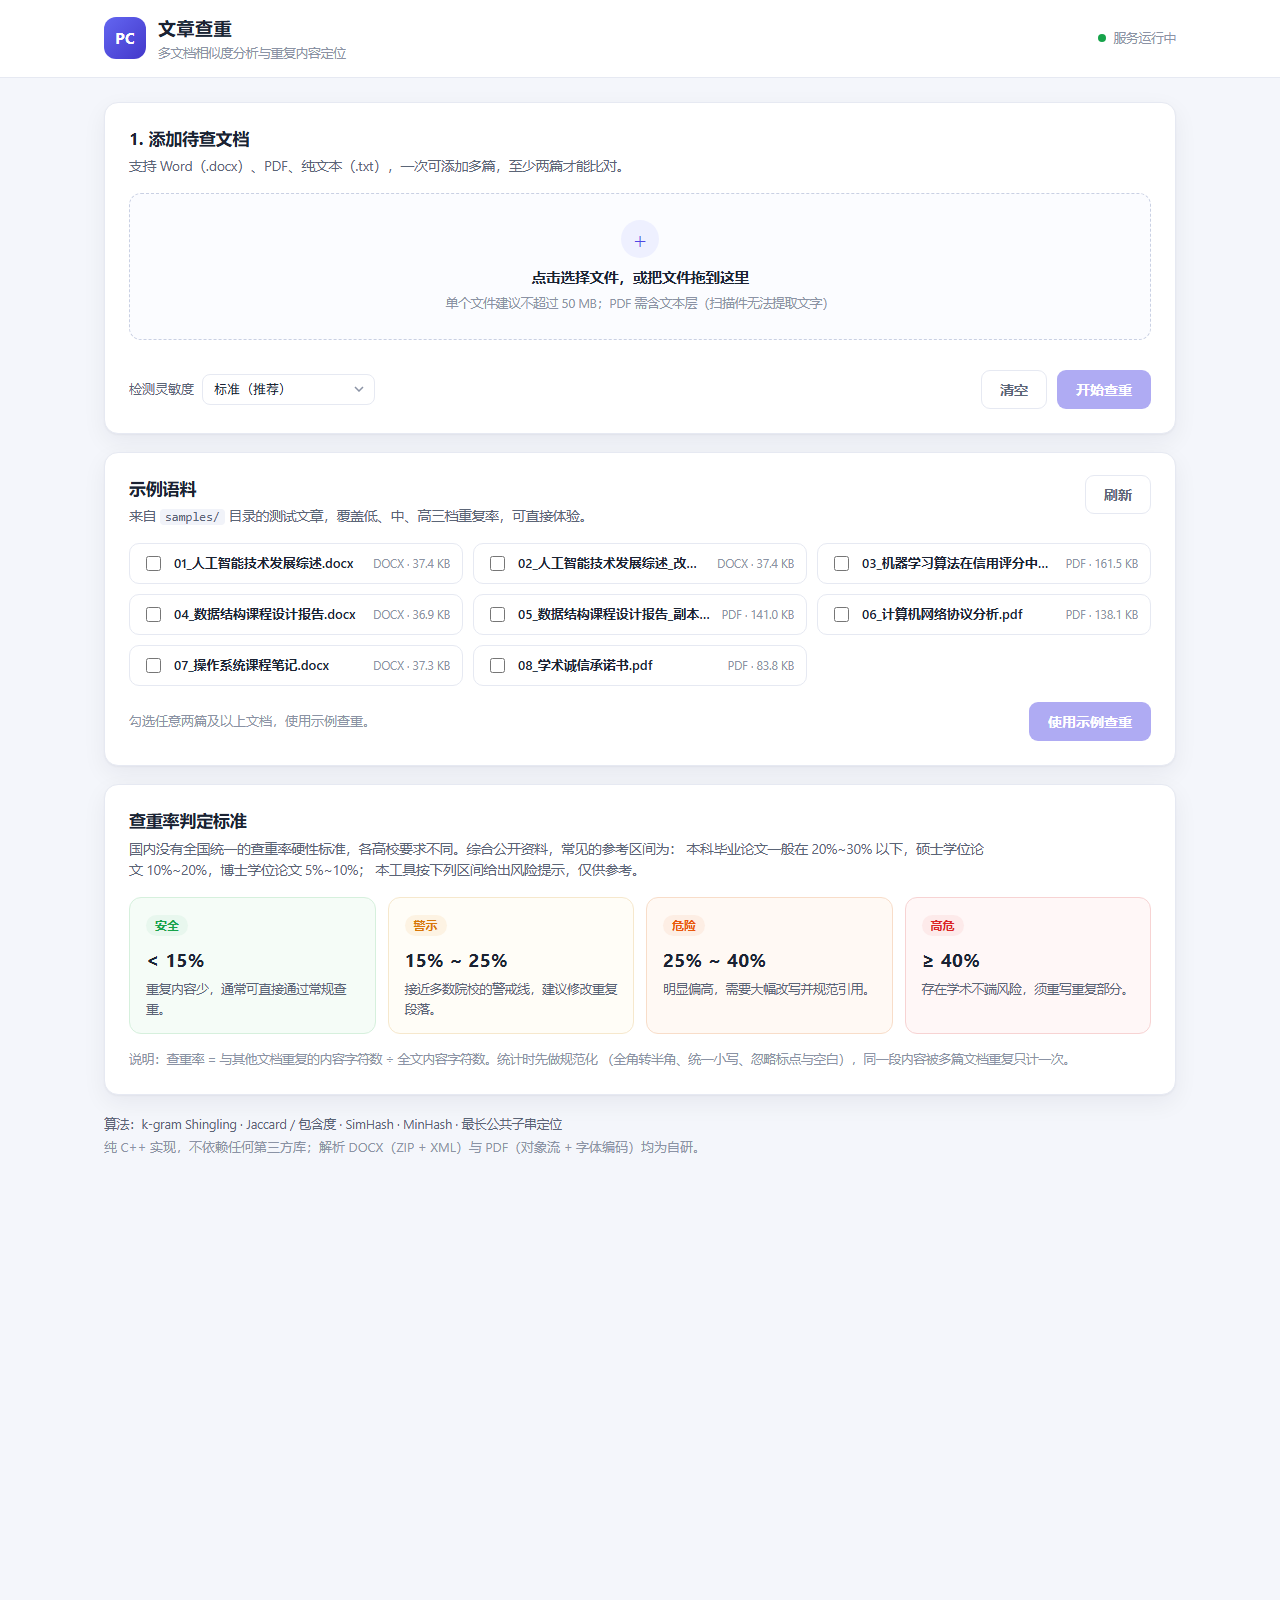 PC
文章查重
多文档相似度分析与重复内容定位
服务运行中
1. 添加待查文档
支持 Word（.docx）、PDF、纯文本（.txt），一次可添加多篇，至少两篇才能比对。
+
点击选择文件，或把文件拖到这里
单个文件建议不超过 50 MB；PDF 需含文本层（扫描件无法提取文字）
检测灵敏度 标准（推荐） 清空 开始查重
示例语料
刷新
来自 samples/ 目录的测试文章，覆盖低、中、高三档重复率，可直接体验。
01_人工智能技术发展综述.docx DOCX · 37.4 KB
02_人工智能技术发展综述_改... DOCX · 37.4 KB
03_机器学习算法在信用评分中... PDF · 161.5 KB
04_数据结构课程设计报告.docx DOCX · 36.9 KB
05_数据结构课程设计报告_副本... PDF · 141.0 KB
06_计算机网络协议分析.pdf PDF · 138.1 KB
07_操作系统课程笔记.docx DOCX · 37.3 KB
08_学术诚信承诺书.pdf PDF · 83.8 KB
勾选任意两篇及以上文档，使用示例查重。
使用示例查重
查重率判定标准
国内没有全国统一的查重率硬性标准，各高校要求不同。综合公开资料，常见的参考区间为： 本科毕业论文一般在 20%~30% 以下，硕士学位论
文 10%~20%，博士学位论文 5%~10%； 本工具按下列区间给出风险提示，仅供参考。
安全
< 15%
重复内容少，通常可直接通过常规查
重。
警示
15% ~ 25%
接近多数院校的警戒线，建议修改重复
段落。
危险
25% ~ 40%
明显偏高，需要大幅改写并规范引用。
高危
≥ 40%
存在学术不端风险，须重写重复部分。
说明：查重率 = 与其他文档重复的内容字符数 ÷ 全文内容字符数。统计时先做规范化 （全角转半角、统一小写、忽略标点与空白），同一段内容被多篇文档重复只计一次。
算法：k-gram Shingling · Jaccard / 包含度 · SimHash · MinHash · 最长公共子串定位
纯 C++ 实现，不依赖任何第三方库；解析 DOCX（ZIP + XML）与 PDF（对象流 + 字体编码）均为自研。